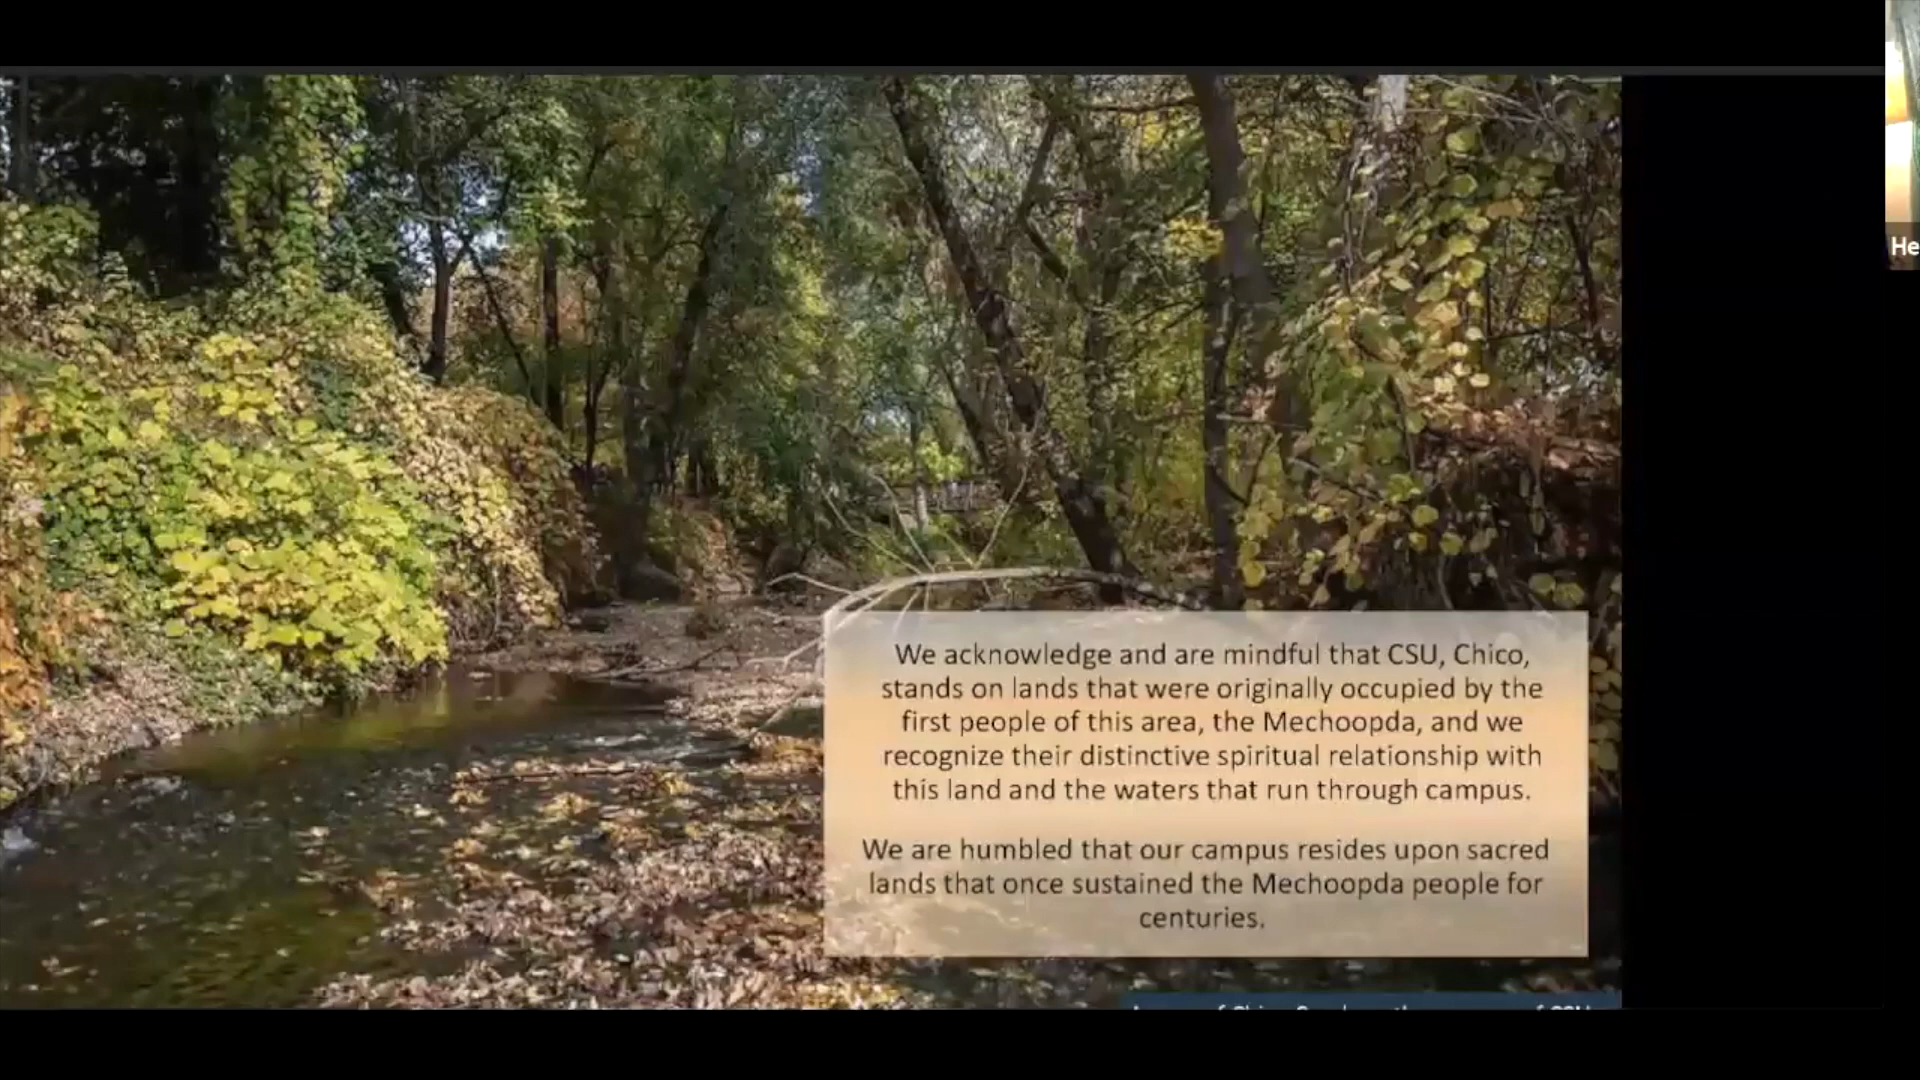 He
We acknowledge and are mindful that CSU, Chico,
stands on lands that were originally occupied by the
first people of this area, the Mechoopda, and we
recognize their distinctive spiritual relationship with
this land and the waters that run through campus.
We are humbled that our campus resides upon sacred
lands that once sustained the Mechoopda people for
centuries.